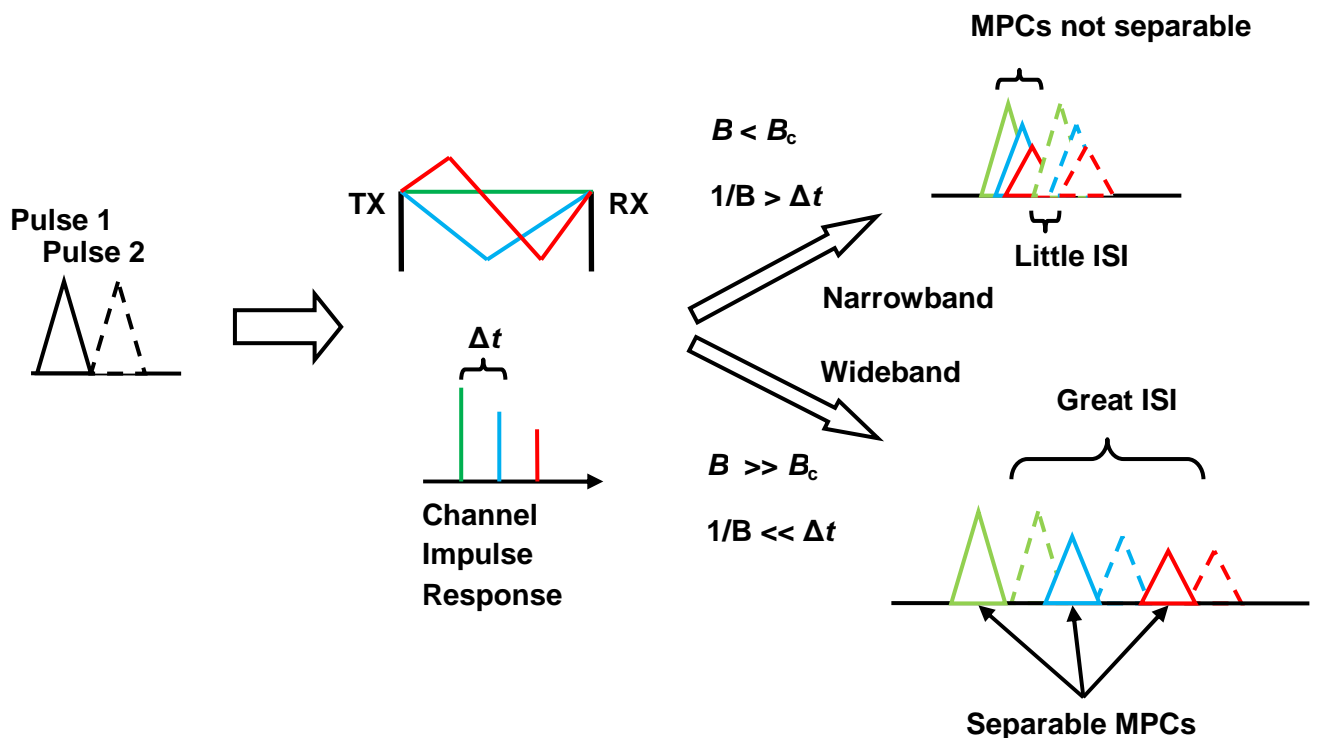 MPCs not separable
B < Bc
1/B > Δt
TX
RX
Pulse 1
Pulse 2
Little ISI
Narrowband
Δt
Wideband
Great ISI
B >> Bc
1/B << Δt
Channel
Impulse
Response
Separable MPCs